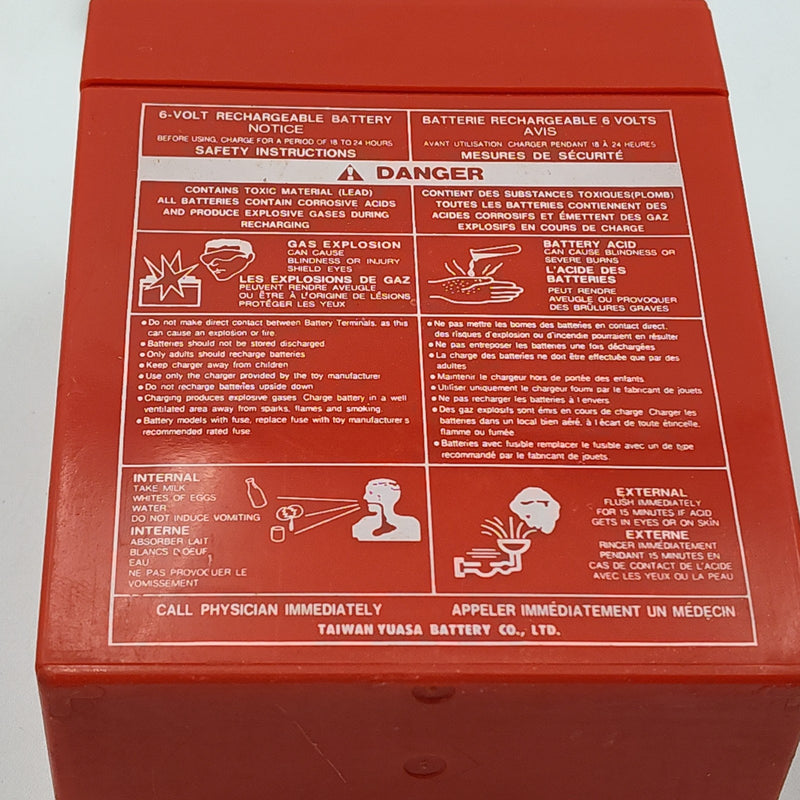 6-VOLT RECHARGEABLE BATTERY
NOTICE
BEFORE USING, CHARGE FOR A PERIOD OF 18 TO 24 HOURS
SAFETY INSTRUCTIONS
BATTERIE RECHARGEABLE 6 VOLTS
AVIS
AVANT UTILISATION CHARGER PENDANT 18 À 24 HEURES
MESURES DE SÉCURITÉ
DANGER
CONTAINS TOXIC MATERIAL (LEAD)
ALL BATTERIES CONTAIN CORROSIVE ACIDS
AND PRODUCE EXPLOSIVE GASES DURING
RECHARGING
CONTIENT DES SUBSTANCES TOXIQUES(PLOMB)
TOUTES LES BATTERIES CONTIENNENT DES
ACIDES CORROSIFS ET ÉMETTENT DES GAZ
EXPLOSIFS EN COURS DE CHARGE
GAS EXPLOSION
CAN CAUSE
BLINDNESS OR INJURY
SHIELD EYES
LES EXPLOSIONS DE GAZ
PEUVENT RENDRE AVEUGLE
OU ÊTRE À L'ORIGINE DE LÉSIONS
PROTÉGER LES YEUX
BATTERY ACID
CAN CAUSE BLINDNESS OR
SEVERE BURNS
L'ACIDE DES
BATTERIES
PEUT RENDRE
AVEUGLE OU PROVOQUER
DES BRÛLURES GRAVES
• Do not make direct contact between Battery Terminals, as this
can cause an explosion or fire.
• Batteries should not be stored discharged
• Only adults should recharge batteries
• Keep charger away from children
• Use only the charger provided by the toy manufacturer
• Do not recharge batteries upside down
• Charging produces explosive gases. Charge battery in a well
ventilated area away from sparks, flames and smoking.
• Battery models with fuse, replace fuse with toy manufacturer s
recommended rated fuse
• Ne pas mettre les bornes des batteries en contact direct,
des risques d'explosion ou d'incendie pourraient en résulter
• Ne pas entreposer les batteries une fois déchargées
• La charge des batteries ne doit être effectuée que par des
adultes
• Maintenir le chargeur hors de portée des enfants.
• Utiliser uniquement le chargeur fourni par le fabricant de jouets
• Ne pas recharger les batteries à l envers.
• Des gaz explosifs sont émis en cours de charge. Charger les
batteries dans un local bien aéré, à l écart de toute étincelle,
flamme ou fumée.
• Batteries avec fusible remplacer le fusible avec un de type
recommandé par le fabricant de jouets.
INTERNAL
TAKE MILK
WHITES OF EGGS
WATER
DO NOT INDUCE VOMITING
INTERNE
ABSORBER LAIT
BLANCS D OEUF
EAU
NE PAS PROVOQUER LE
VOMISSEMENT
EXTERNAL
FLUSH IMMEDIATELY
FOR 15 MINUTES IF ACID
GETS IN EYES OR ON SKIN
EXTERNE
RINCER IMMÉDIATEMENT
PENDANT 15 MINUTES EN
CAS DE CONTACT DE L'ACIDE
AVEC LES YEUX OU LA PEAU
CALL PHYSICIAN IMMEDIATELY
APPELER IMMÉDIATEMENT UN MÉDECIN
TAIWAN YUASA BATTERY CO., LTD.